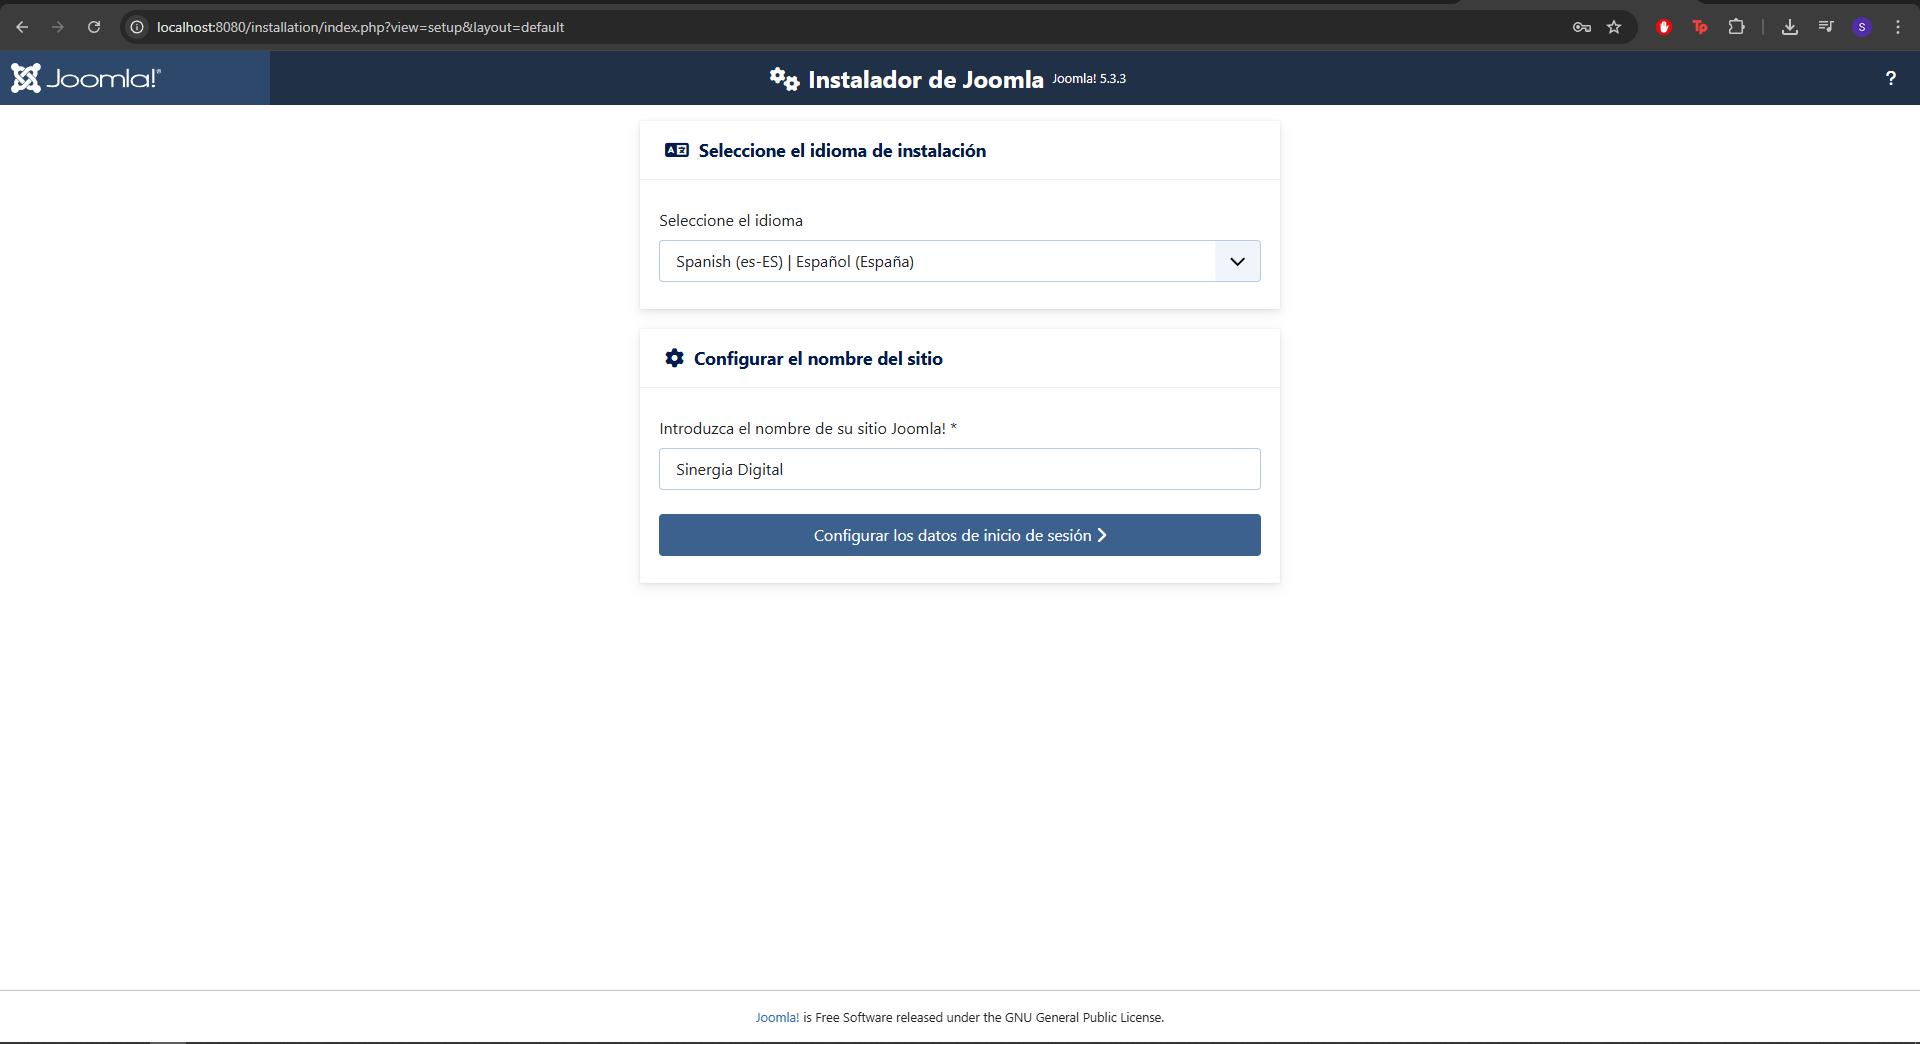 localhost:8080/installation/index.php?view=setup&layout=default
Tp
S
Joomla!®
Instalador de Joomla Joomla! 5.3.3
?
Seleccione el idioma de instalación
Seleccione el idioma
Spanish (es-ES) | Español (España)
Configurar el nombre del sitio
Introduzca el nombre de su sitio Joomla! *
Sinergia Digital
Configurar los datos de inicio de sesión
Joomla! is Free Software released under the GNU General Public License.